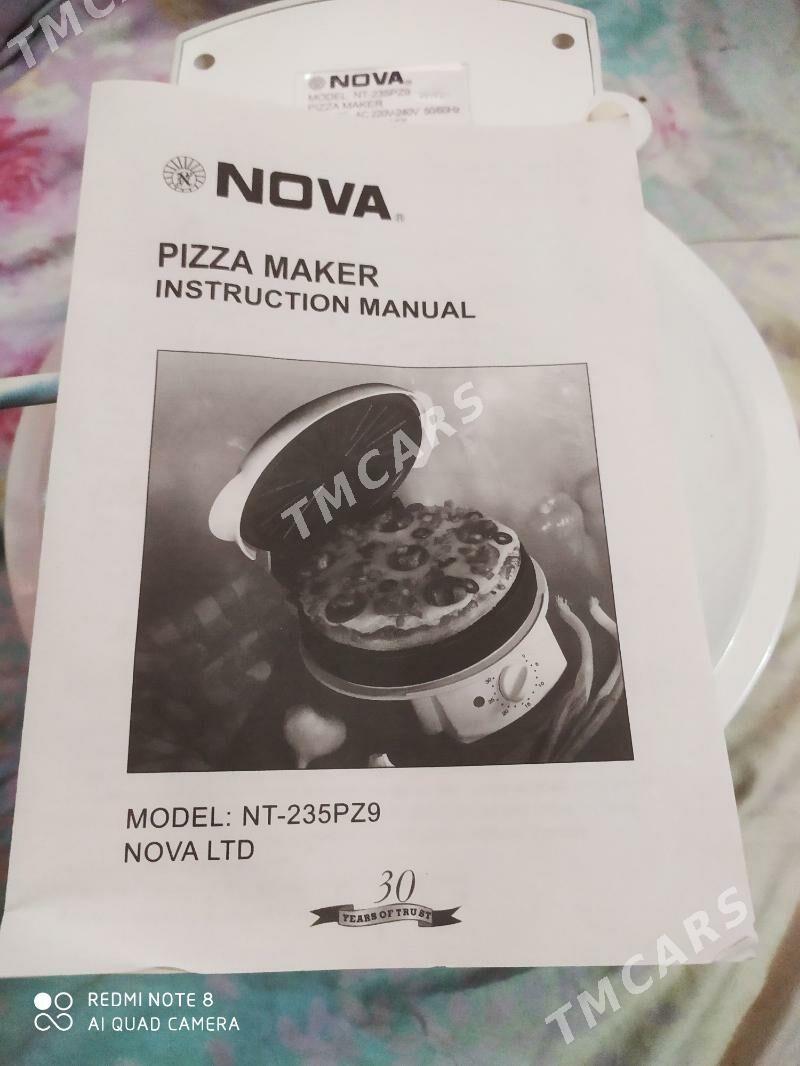 TMCARS
NOVA®
MODEL NT-235PZ9
PIZZA MAKER
AC 220V-240V 50/60Hz
N
NOVA®
PIZZA MAKER
INSTRUCTION MANUAL
TMCARS
MODEL: NT-235PZ9
NOVA LTD
30
YEARS OF TRUST
TMCARS
REDMI NOTE 8
AI QUAD CAMERA